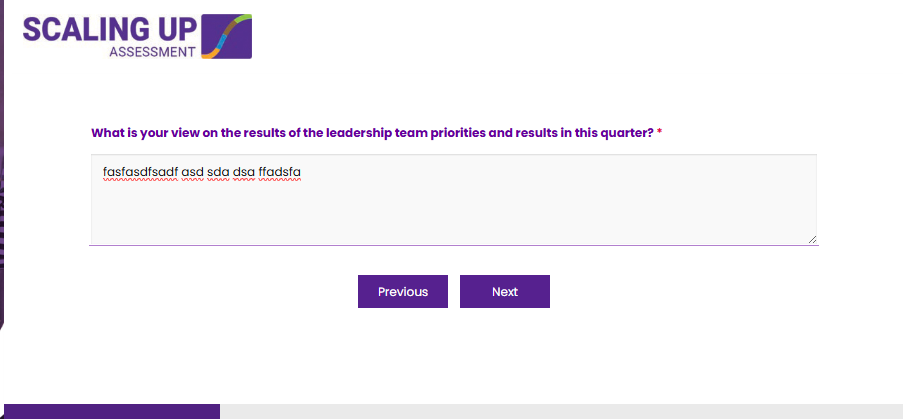 SCALING UP
ASSESSMENT
What is your view on the results of the leadership team priorities and results in this quarter? *
fasfasdfsadf asd sda dsa ffadsfa
Previous
Next